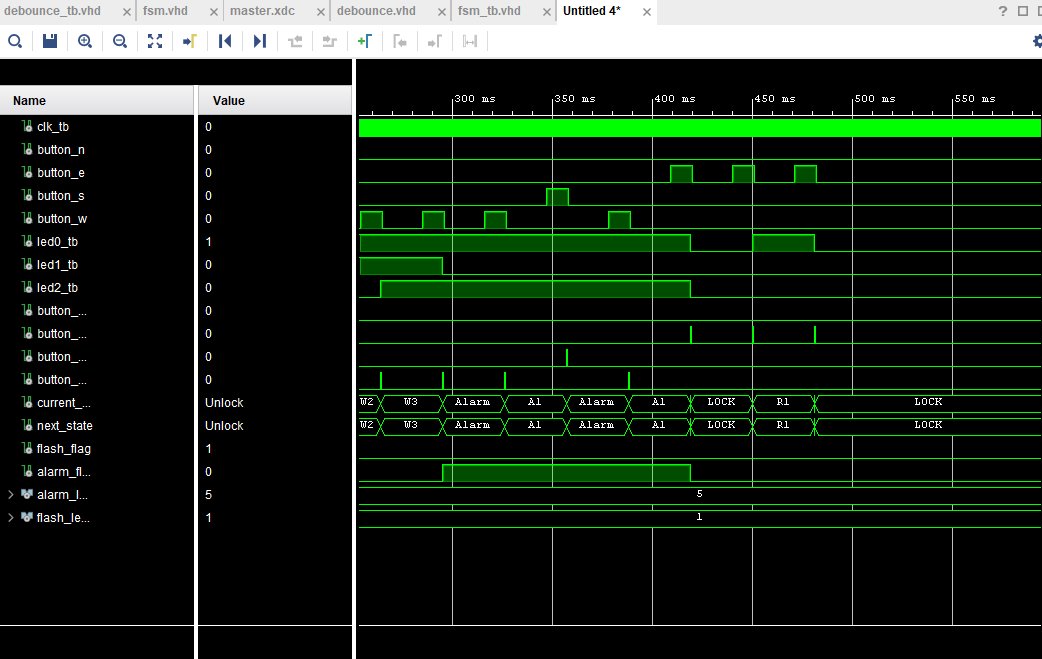 debounce_tb.vhd × fsm.vhd × master.xdc × debounce.vhd × fsm_tb.vhd × Untitled 4* × ?
Name Value
300 ms 350 ms 400 ms 450 ms 500 ms 550 ms
clk_tb 0
button_n 0
button_e 0
button_s 0
button_w 0
led0_tb 1
led1_tb 0
led2_tb 0
button_... 0
button_... 0
button_... 0
button_... 0
current_... Unlock W2 W3 Alarm A1 Alarm A1 LOCK R1 LOCK
next_state Unlock W2 W3 Alarm A1 Alarm A1 LOCK R1 LOCK
flash_flag 1
alarm_fl... 0
alarm_l... 5 5
flash_le... 1 1